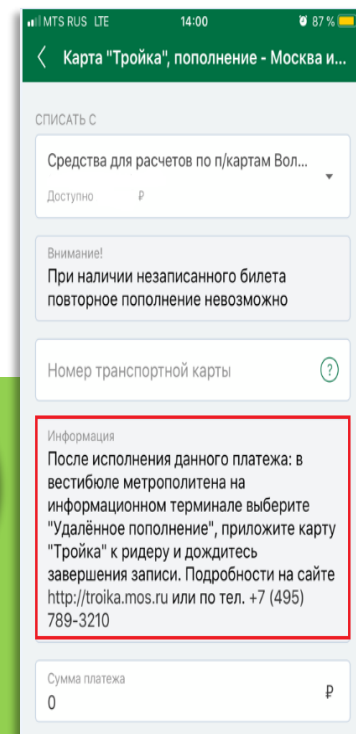 MTS RUS LTE 14:00 87 %
Карта "Тройка", пополнение - Москва и...
СПИСАТЬ С
Средства для расчетов по п/картам Вол...
Доступно ₽
Внимание!
При наличии незаписанного билета
повторное пополнение невозможно
Номер транспортной карты ?
Информация
После исполнения данного платежа: в
вестибюле метрополитена на
информационном терминале выберите
"Удалённое пополнение", приложите карту
"Тройка" к ридеру и дождитесь
завершения записи. Подробности на сайте
http://troika.mos.ru или по тел. +7 (495)
789-3210
Сумма платежа
0 ₽